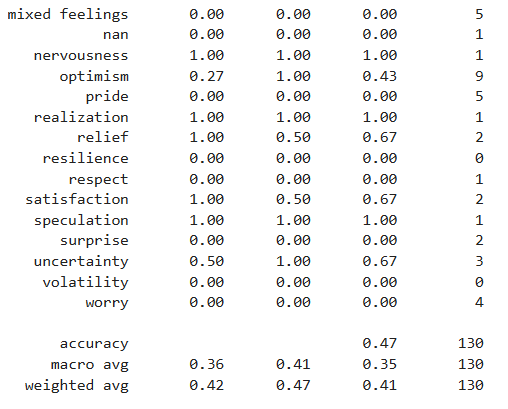 mixed feelings 0.00 0.00 0.00 5
nan 0.00 0.00 0.00 1
nervousness 1.00 1.00 1.00 1
optimism 0.27 1.00 0.43 9
pride 0.00 0.00 0.00 5
realization 1.00 1.00 1.00 1
relief 1.00 0.50 0.67 2
resilience 0.00 0.00 0.00 0
respect 0.00 0.00 0.00 1
satisfaction 1.00 0.50 0.67 2
speculation 1.00 1.00 1.00 1
surprise 0.00 0.00 0.00 2
uncertainty 0.50 1.00 0.67 3
volatility 0.00 0.00 0.00 0
worry 0.00 0.00 0.00 4
accuracy 0.47 130
macro avg 0.36 0.41 0.35 130
weighted avg 0.42 0.47 0.41 130